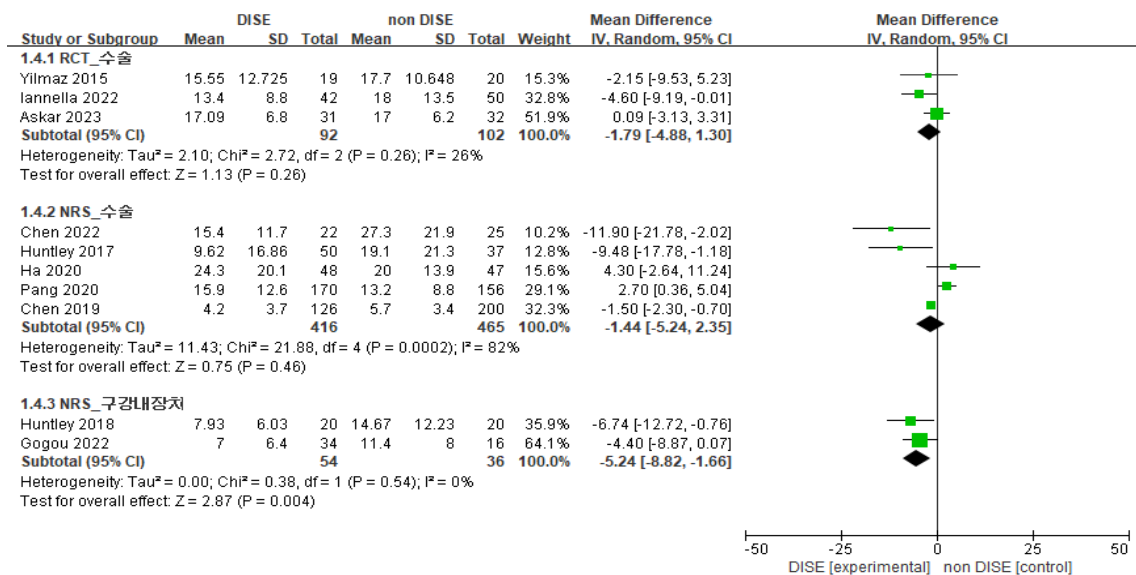 DISE non DISE Mean Difference Mean Difference
Study or Subgroup Mean SD Total Mean SD Total Weight IV, Random, 95% CI IV, Random, 95% CI
1.4.1 RCT_수술
Yilmaz 2015 15.55 12.725 19 17.7 10.648 20 15.3% -2.15 [-9.53, 5.23]
Iannella 2022 13.4 8.8 42 18 13.5 50 32.8% -4.60 [-9.19, -0.01]
Askar 2023 17.09 6.8 31 17 6.2 32 51.9% 0.09 [-3.13, 3.31]
Subtotal (95% CI) 92 102 100.0% -1.79 [-4.88, 1.30]
Heterogeneity: Tau² = 2.10; Chi² = 2.72, df = 2 (P = 0.26); I² = 26%
Test for overall effect: Z = 1.13 (P = 0.26)
1.4.2 NRS_수술
Chen 2022 15.4 11.7 22 27.3 21.9 25 10.2% -11.90 [-21.78, -2.02]
Huntley 2017 9.62 16.86 50 19.1 21.3 37 12.8% -9.48 [-17.78, -1.18]
Ha 2020 24.3 20.1 48 20 13.9 47 15.6% 4.30 [-2.64, 11.24]
Pang 2020 15.9 12.6 170 13.2 8.8 156 29.1% 2.70 [0.36, 5.04]
Chen 2019 4.2 3.7 126 5.7 3.4 200 32.3% -1.50 [-2.30, -0.70]
Subtotal (95% CI) 416 465 100.0% -1.44 [-5.24, 2.35]
Heterogeneity: Tau² = 11.43; Chi² = 21.88, df = 4 (P = 0.0002); I² = 82%
Test for overall effect: Z = 0.75 (P = 0.46)
1.4.3 NRS_구강내장치
Huntley 2018 7.93 6.03 20 14.67 12.23 20 35.9% -6.74 [-12.72, -0.76]
Gogou 2022 7 6.4 34 11.4 8 16 64.1% -4.40 [-8.87, 0.07]
Subtotal (95% CI) 54 36 100.0% -5.24 [-8.82, -1.66]
Heterogeneity: Tau² = 0.00; Chi² = 0.38, df = 1 (P = 0.54); I² = 0%
Test for overall effect: Z = 2.87 (P = 0.004)
-50 -25 0 25 50
DISE [experimental] non DISE [control]